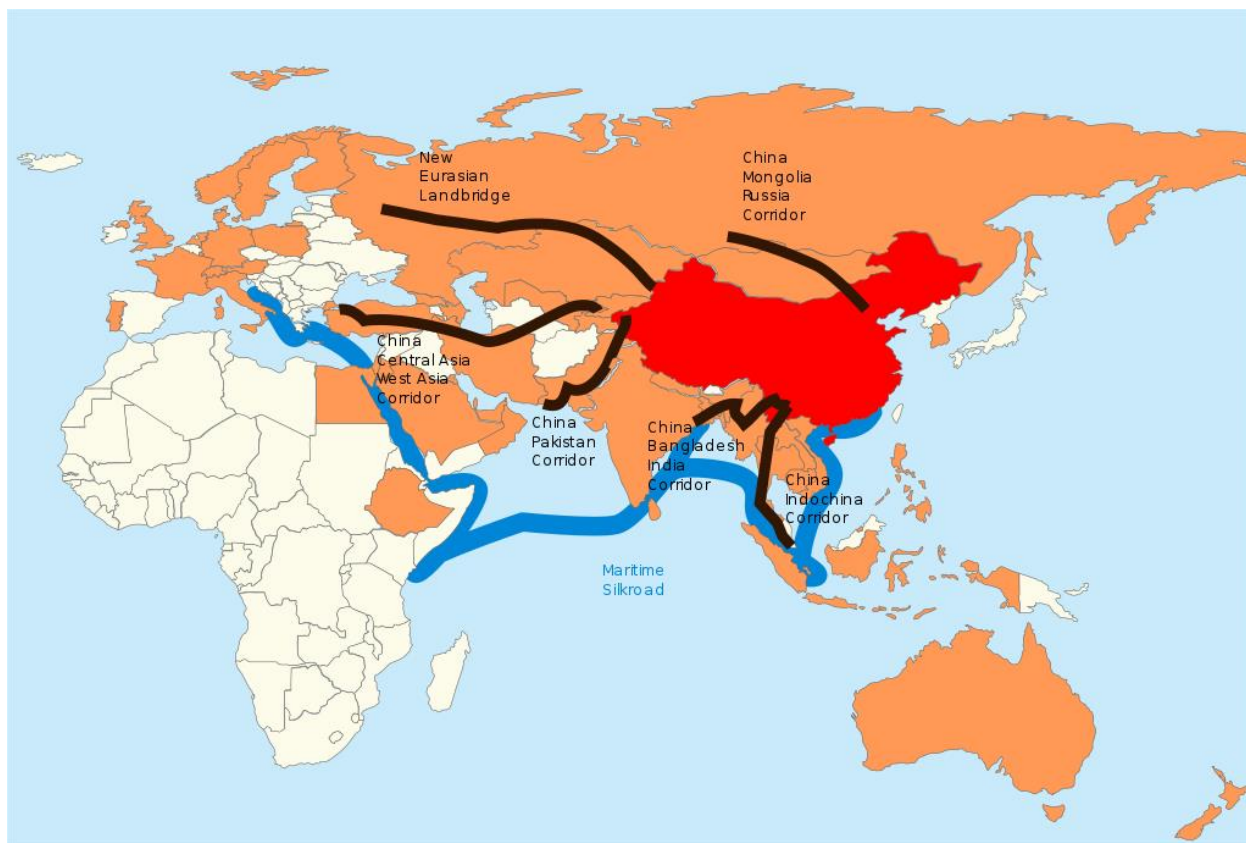 New
Eurasian
Landbridge
China
Mongolia
Russia
Corridor
China
Central Asia
West Asia
Corridor
China
Pakistan
Corridor
China
Bangladesh
India
Corridor
China
Indochina
Corridor
Maritime
Silkroad